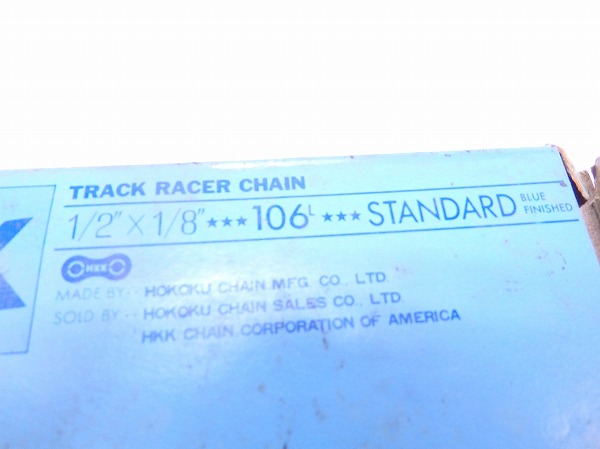 TRACK RACER CHAIN
1/2" × 1/8" ★★★ 106L ★★★ STANDARD BLUE FINISHED
HKK
MADE BY·· HOKOKU CHAIN MFG. CO., LTD.
SOLD BY·· HOKOKU CHAIN SALES CO., LTD.
HKK CHAIN CORPORATION OF AMERICA
K